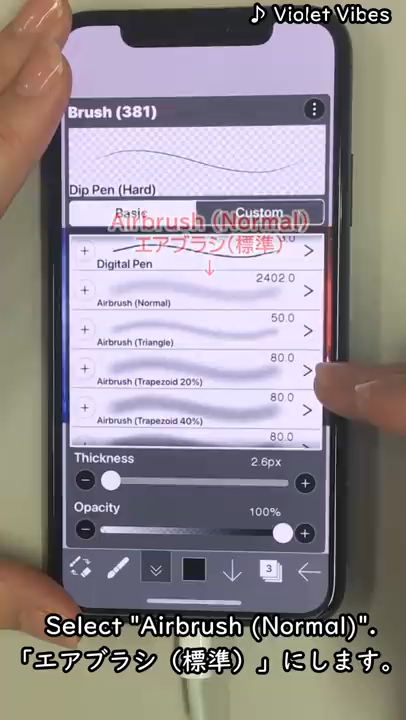 ♪ Violet Vibes
Brush (381)
Dip Pen (Hard)
Basic
Custom
Airbrush (Normal)
エアブラシ(標準)
↓
Digital Pen
2402.0
Airbrush (Normal)
50.0
Airbrush (Triangle)
80.0
Airbrush (Trapezoid 20%)
80.0
Airbrush (Trapezoid 40%)
80.0
Thickness
2.6px
Opacity
100%
3
Select "Airbrush (Normal)".
「エアブラシ（標準）」にします。